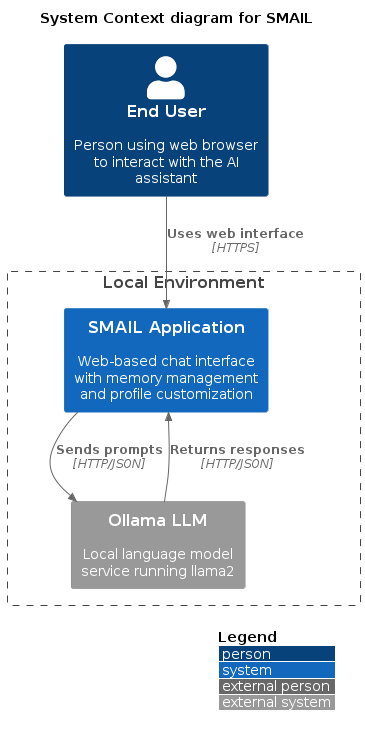 System Context diagram for SMAIL
End User
Person using web browser
to interact with the AI
assistant
Uses web interface
[HTTPS]
Local Environment
SMAIL Application
Web-based chat interface
with memory management
and profile customization
Sends prompts
[HTTP/JSON]
Returns responses
[HTTP/JSON]
Ollama LLM
Local language model
service running llama2
Legend
person
system
external person
external system